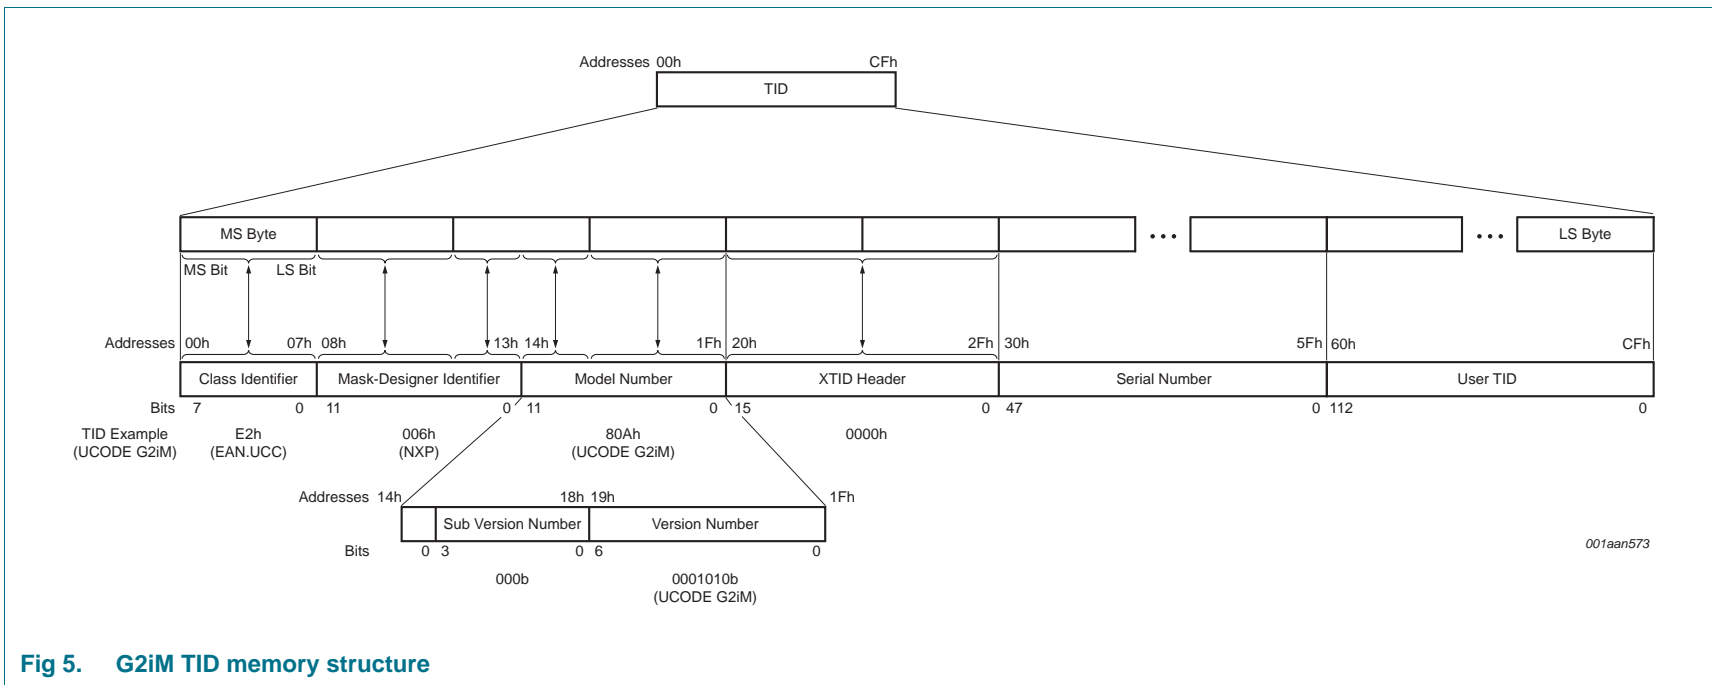 Addresses 00h CFh
TID
MS Byte LS Byte
MS Bit LS Bit
Addresses 00h 07h 08h 13h 14h 1Fh 20h 2Fh 30h 5Fh 60h CFh
Class Identifier Mask-Designer Identifier Model Number XTID Header Serial Number User TID
Bits 7 0 11 0 11 0 15 0 47 0 112 0
TID Example E2h 006h 80Ah 0000h
(UCODE G2iM) (EAN.UCC) (NXP) (UCODE G2iM)
Addresses 14h 18h 19h 1Fh
Sub Version Number Version Number
Bits 0 3 0 6 0
000b 0001010b
(UCODE G2iM)
001aan573
Fig 5. G2iM TID memory structure